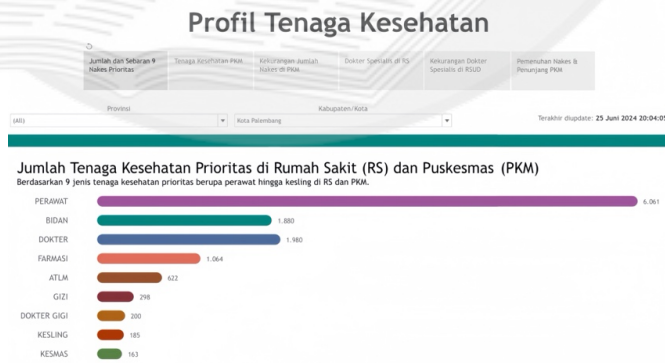 Profil Tenaga Kesehatan
Jumlah dan Sebaran 9
Nakes Prioritas
Tenaga Kesehatan PKM
Kekurangan Jumlah
Nakes di PKM
Dokter Spesialis di RS
Kekurangan Dokter
Spesialis di RSUD
Pemenuhan Nakes &
Penunjang PKM
Provinsi
(All)
Kabupaten/Kota
Kota Palembang
Terakhir diupdate: 25 Juni 2024 20:04:05
Jumlah Tenaga Kesehatan Prioritas di Rumah Sakit (RS) dan Puskesmas (PKM)
Berdasarkan 9 jenis tenaga kesehatan prioritas berupa perawat hingga kesling di RS dan PKM.
PERAWAT 6.061
BIDAN 1.880
DOKTER 1.980
FARMASI 1.064
ATLM 622
GIZI 298
DOKTER GIGI 200
KESLING 185
KESMAS 163